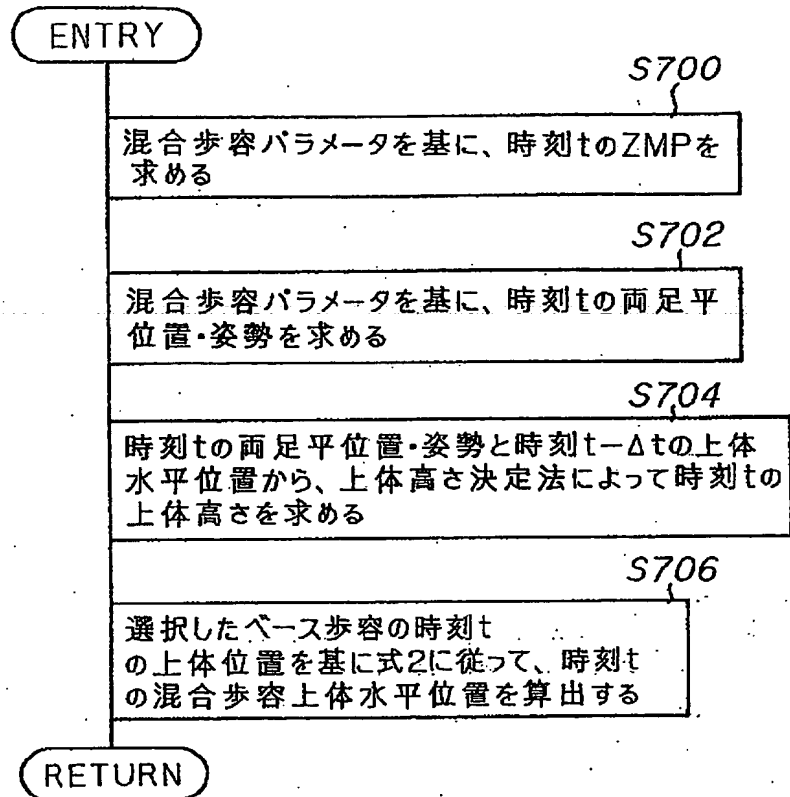 ENTRY
S700
混合歩容パラメータを基に、時刻tのZMPを
求める
S702
混合歩容パラメータを基に、時刻tの両足平
位置・姿勢を求める
S704
時刻tの両足平位置・姿勢と時刻t−Δtの上体
水平位置から、上体高さ決定法によって時刻tの
上体高さを求める
S706
選択したベース歩容の時刻t
の上体位置を基に式2に従って、時刻t
の混合歩容上体水平位置を算出する
RETURN